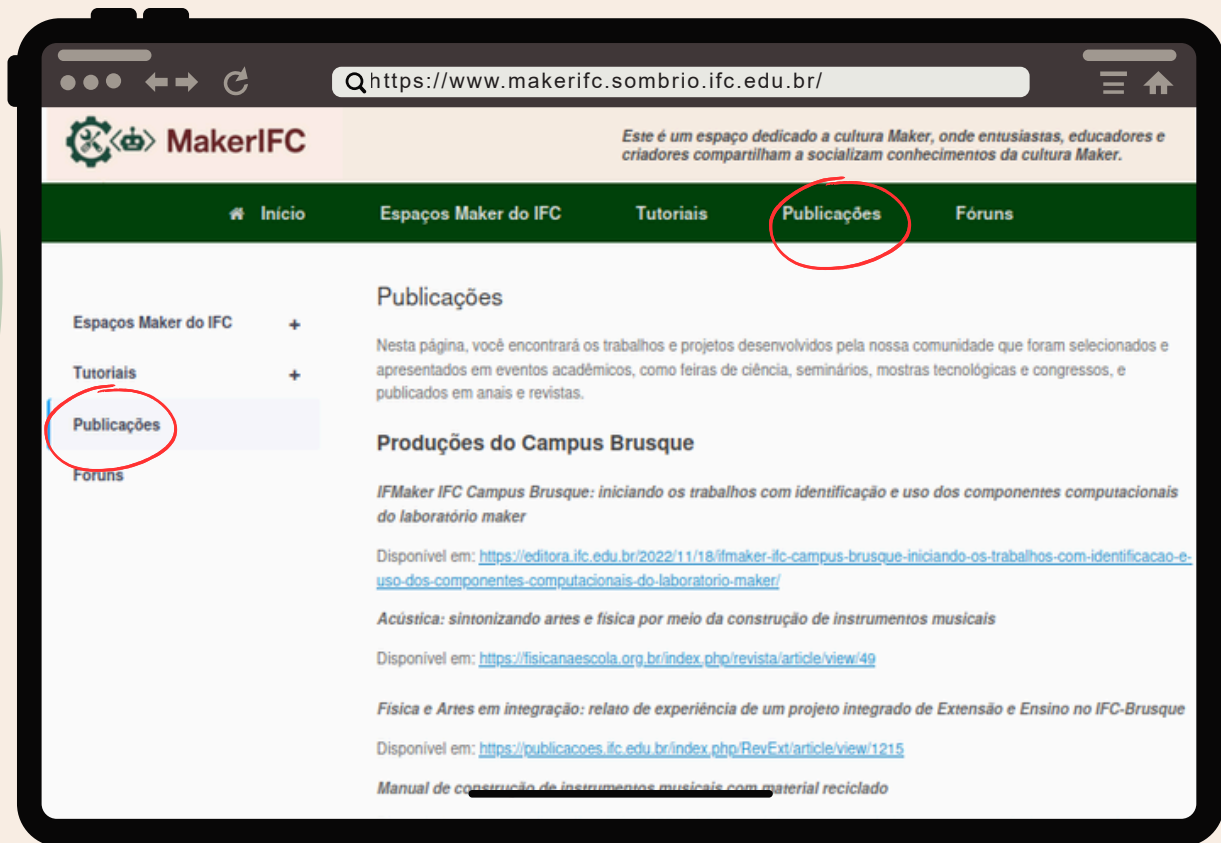 https://www.makerifc.sombrio.ifc.edu.br/
MakerIFC
Este é um espaço dedicado a cultura Maker, onde entusiastas, educadores e
criadores compartilham a socializam conhecimentos da cultura Maker.
Início Espaços Maker do IFC Tutoriais Publicações Fóruns
Espaços Maker do IFC +
Tutoriais +
Publicações
Fóruns
Publicações
Nesta página, você encontrará os trabalhos e projetos desenvolvidos pela nossa comunidade que foram selecionados e
apresentados em eventos acadêmicos, como feiras de ciência, seminários, mostras tecnológicas e congressos, e
publicados em anais e revistas.
Produções do Campus Brusque
IFMaker IFC Campus Brusque: iniciando os trabalhos com identificação e uso dos componentes computacionais
do laboratório maker
Disponível em: https://editora.ifc.edu.br/2022/11/18/ifmaker-ifc-campus-brusque-iniciando-os-trabalhos-com-identificacao-e-
uso-dos-componentes-computacionais-do-laboratorio-maker/
Acústica: sintonizando artes e física por meio da construção de instrumentos musicais
Disponível em: https://fisicanaescola.org.br/index.php/revista/article/view/49
Física e Artes em integração: relato de experiência de um projeto integrado de Extensão e Ensino no IFC-Brusque
Disponível em: https://publicacoes.ifc.edu.br/index.php/RevExt/article/view/1215
Manual de construção de instrumentos musicais com material reciclado